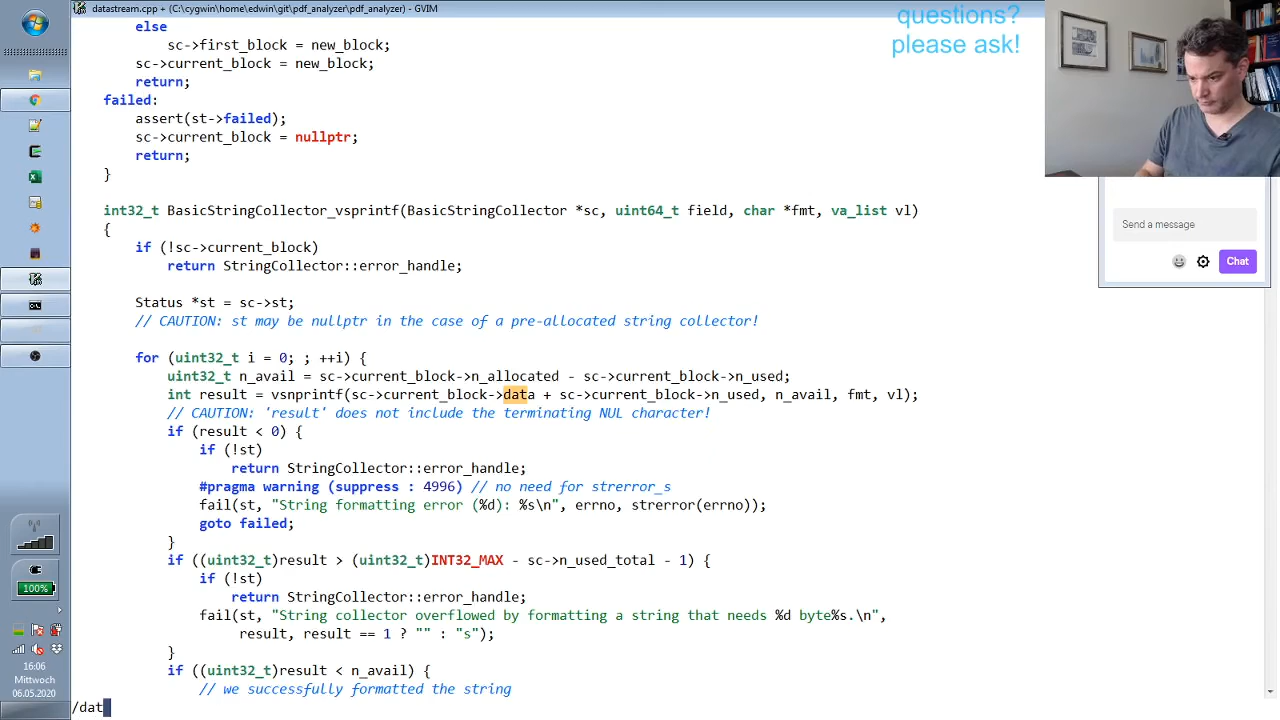 datastream.cpp + (C:\cygwin\home\edwin\git\pdf_analyzer\pdf_analyzer) - GVIM
questions?
please ask!
else
sc->first_block = new_block;
sc->current_block = new_block;
return;
failed:
assert(st->failed);
sc->current_block = nullptr;
return;
}
int32_t BasicStringCollector_vsprintf(BasicStringCollector *sc, uint64_t field, char *fmt, va_list vl)
{
if (!sc->current_block)
return StringCollector::error_handle;
Status *st = sc->st;
// CAUTION: st may be nullptr in the case of a pre-allocated string collector!
for (uint32_t i = 0; ; ++i) {
uint32_t n_avail = sc->current_block->n_allocated - sc->current_block->n_used;
int result = vsnprintf(sc->current_block->data + sc->current_block->n_used, n_avail, fmt, vl);
// CAUTION: 'result' does not include the terminating NUL character!
if (result < 0) {
if (!st)
return StringCollector::error_handle;
#pragma warning (suppress : 4996) // no need for strerror_s
fail(st, "String formatting error (%d): %s\n", errno, strerror(errno));
goto failed;
}
if ((uint32_t)result > (uint32_t)INT32_MAX - sc->n_used_total - 1) {
if (!st)
return StringCollector::error_handle;
fail(st, "String collector overflowed by formatting a string that needs %d byte%s.\n",
result, result == 1 ? "" : "s");
}
if ((uint32_t)result < n_avail) {
// we successfully formatted the string
/dat
Send a message
Chat
100%
16:06
Mittwoch
06.05.2020